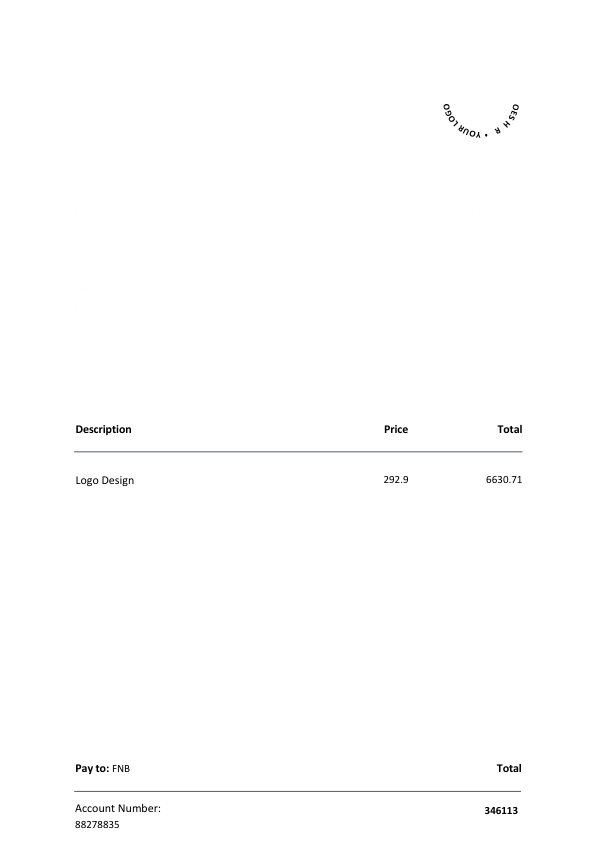 YOUR LOGO • R H OES
Description Price Total
Logo Design 292.9 6630.71
Pay to: FNB Total
Account Number: 346113
88278835